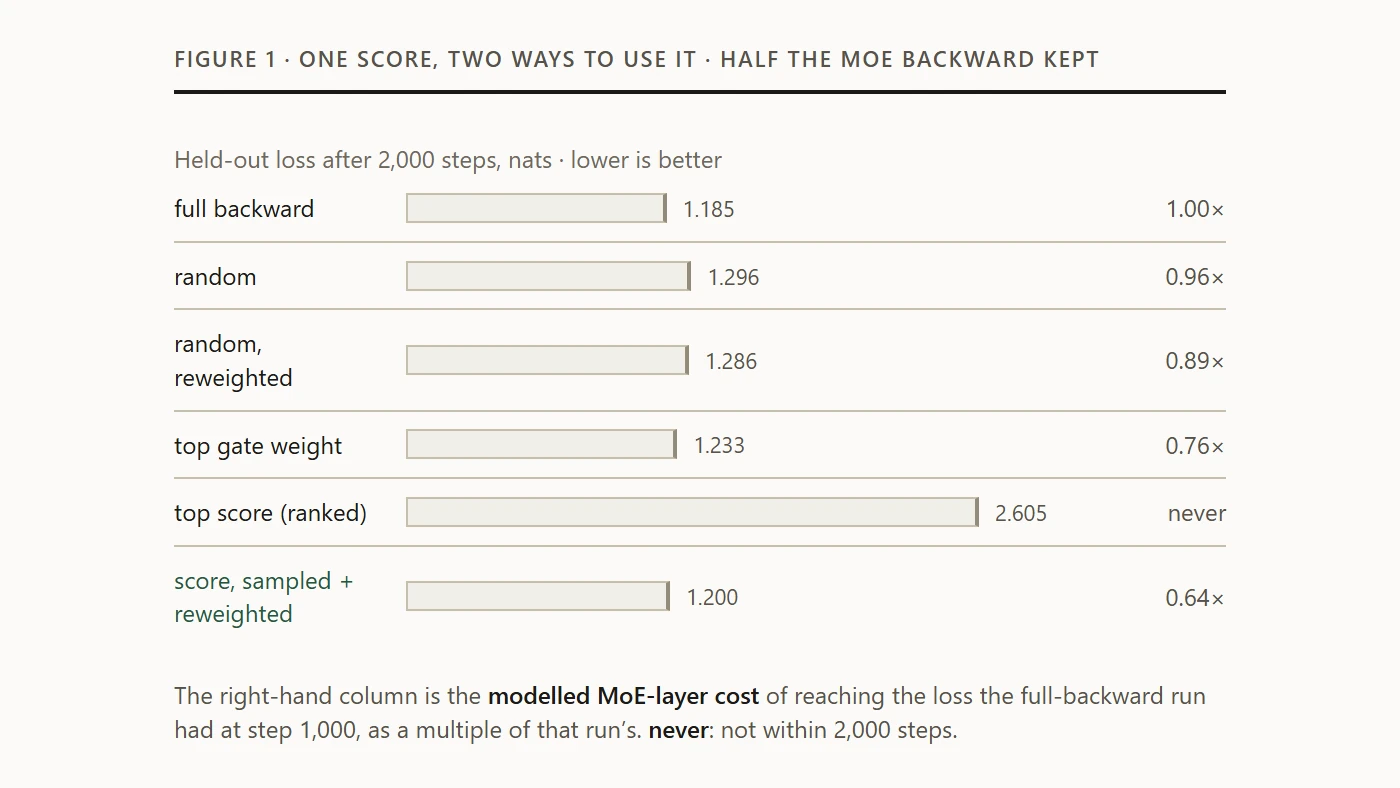 FIGURE 1 · ONE SCORE, TWO WAYS TO USE IT · HALF THE MOE BACKWARD KEPT
Held-out loss after 2,000 steps, nats · lower is better
full backward 1.185 1.00×
random 1.296 0.96×
random,
reweighted 1.286 0.89×
top gate weight 1.233 0.76×
top score (ranked) 2.605 never
score, sampled +
reweighted 1.200 0.64×
The right-hand column is the modelled MoE-layer cost of reaching the loss the full-backward run
had at step 1,000, as a multiple of that run’s. never: not within 2,000 steps.